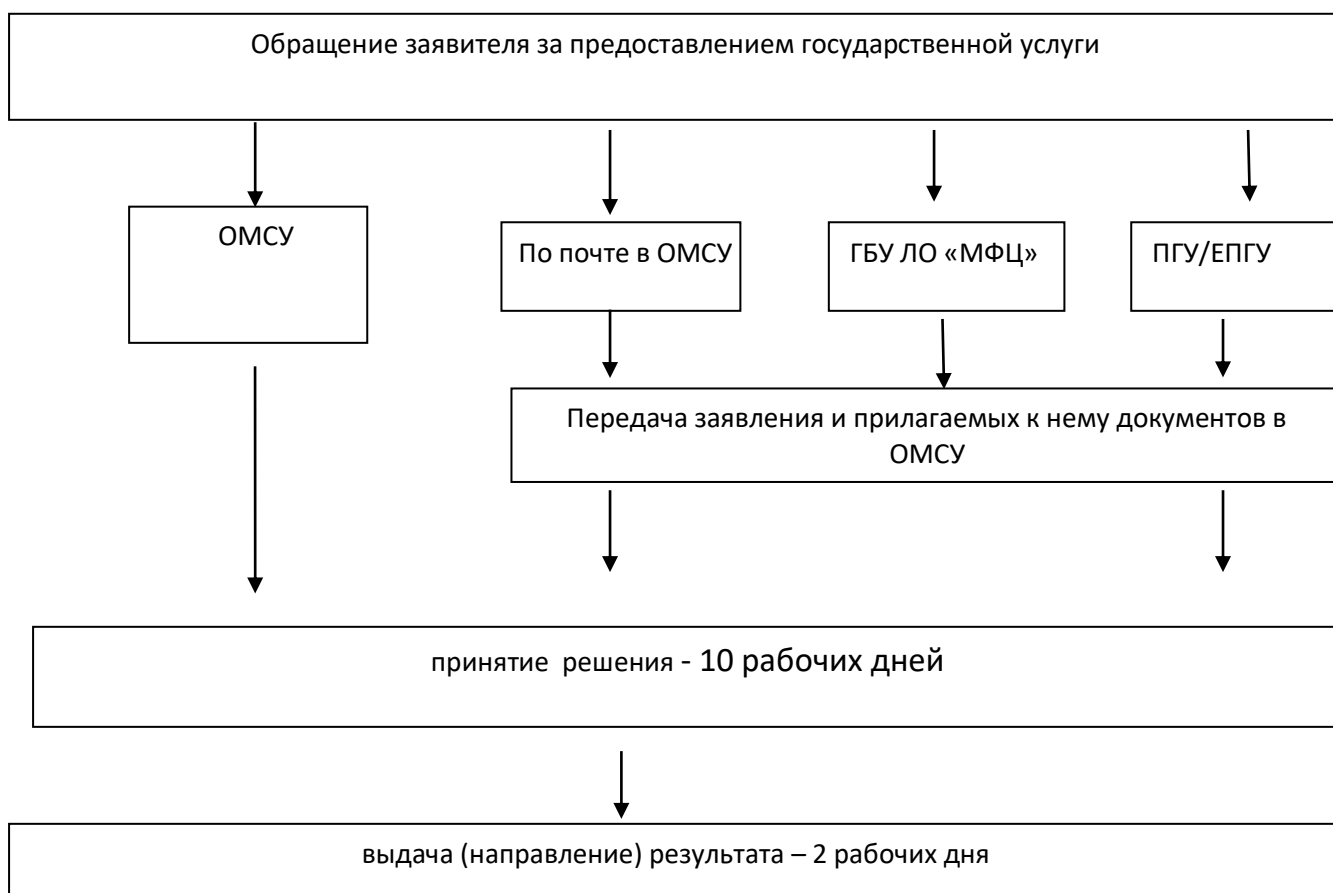 Обращение заявителя за предоставлением государственной услуги
ОМСУ
По почте в ОМСУ
ГБУ ЛО «МФЦ»
ПГУ/ЕПГУ
Передача заявления и прилагаемых к нему документов в
ОМСУ
принятие решения - 10 рабочих дней
выдача (направление) результата – 2 рабочих дня